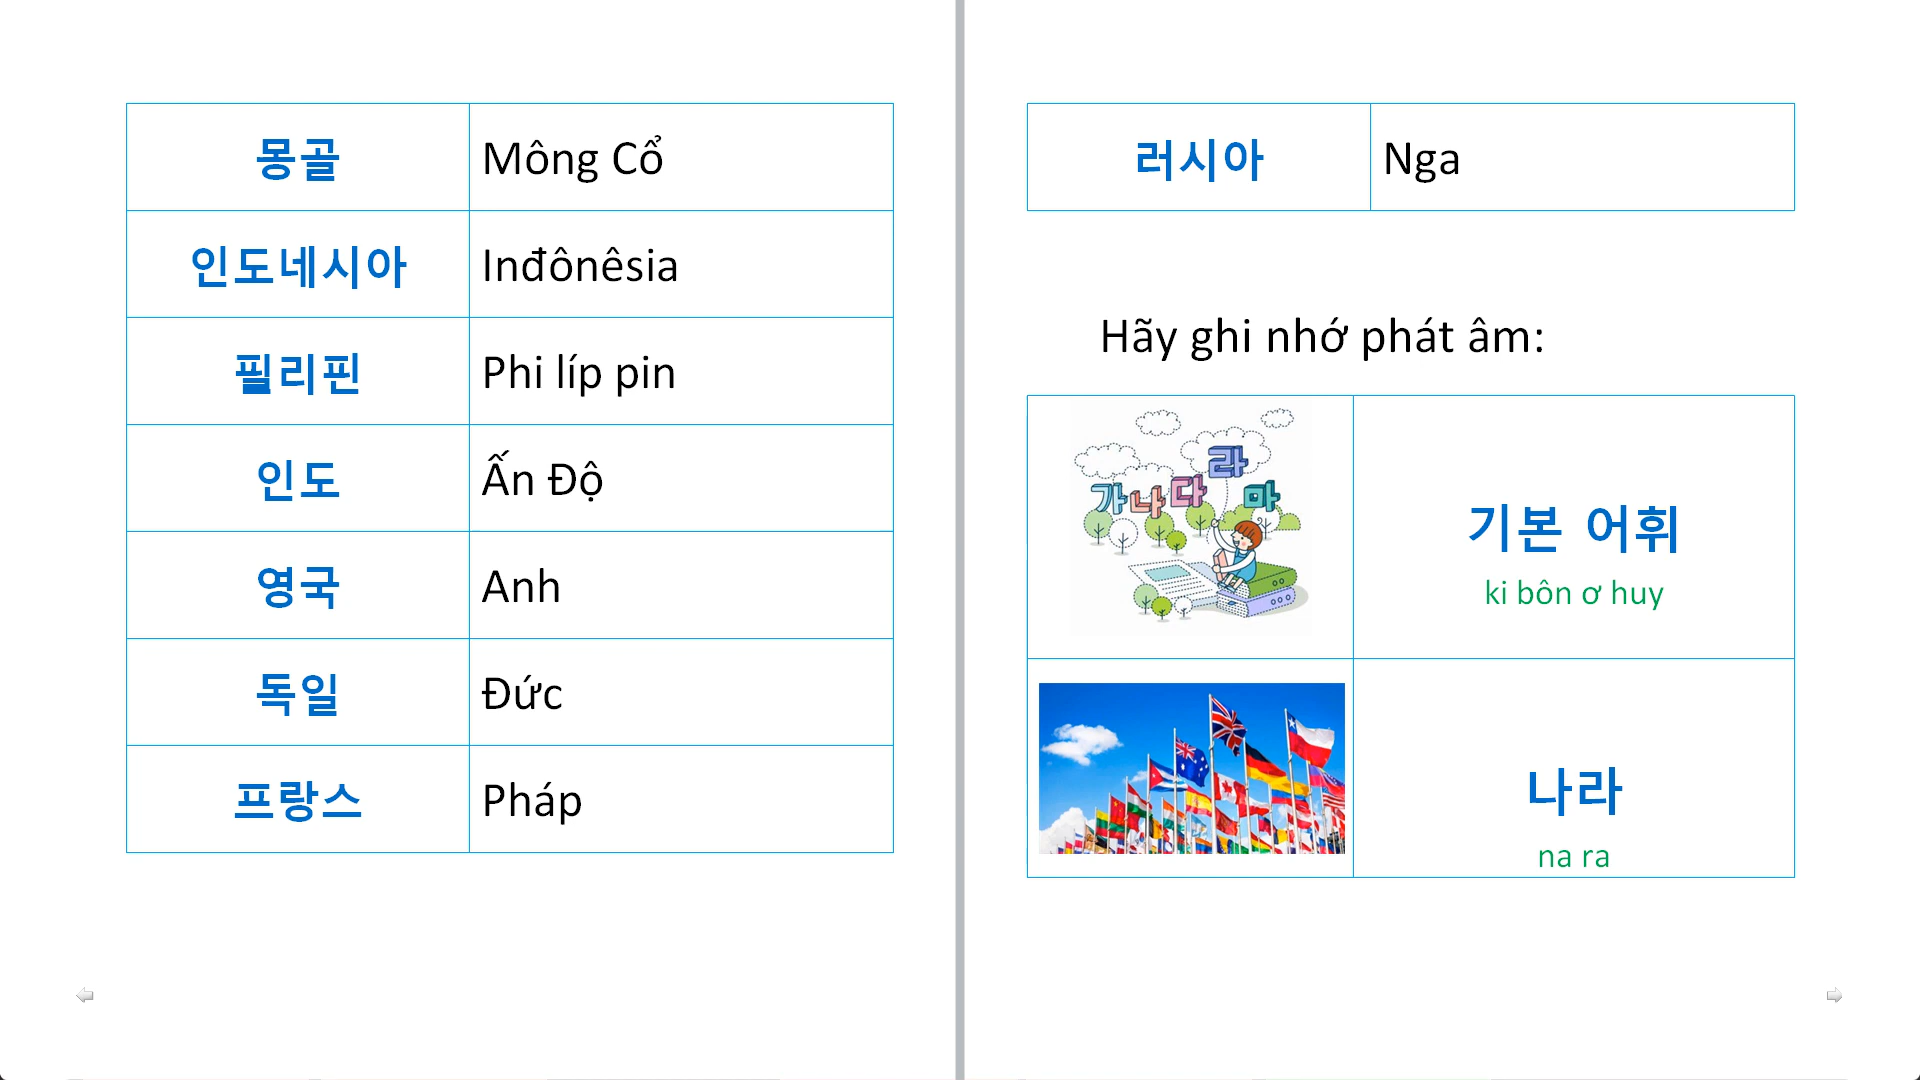 몽골 Mông Cổ
인도네시아 Inđônêsia
필리핀 Phi líp pin
인도 Ấn Độ
영국 Anh
독일 Đức
프랑스 Pháp
러시아 Nga
Hãy ghi nhớ phát âm:
가나다라마
기본 어휘
ki bôn ơ huy
나라
na ra